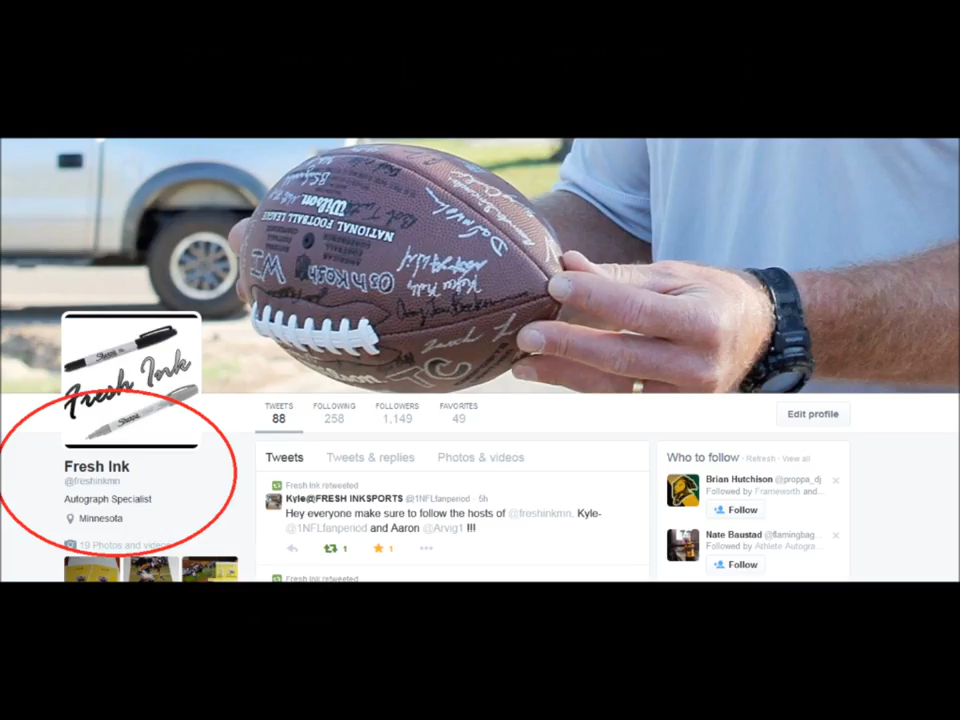 Wilson
NATIONAL FOOTBALL LEAGUE
Oshkosh WI
Sharpie
Fresh Ink
Sharpie
TWEETS
88
FOLLOWING
258
FOLLOWERS
1,149
FAVORITES
49
Edit profile
Fresh Ink
@freshinkmn
Autograph Specialist
Minnesota
19 Photos and videos
Tweets Tweets & replies Photos & videos
Fresh Ink retweeted
Kyle@FRESH INKSPORTS @1NFLfanperiod · 5h
Hey everyone make sure to follow the hosts of @freshinkmn. Kyle-
@1NFLfanperiod and Aaron @Arvig1 !!!
1 1
Fresh Ink retweeted
Who to follow · Refresh · View all
Brian Hutchison @proppa_dj
Followed by Frameworth and...
Follow
Nate Baustad @flamingbag...
Followed by Athlete Autogra...
Follow